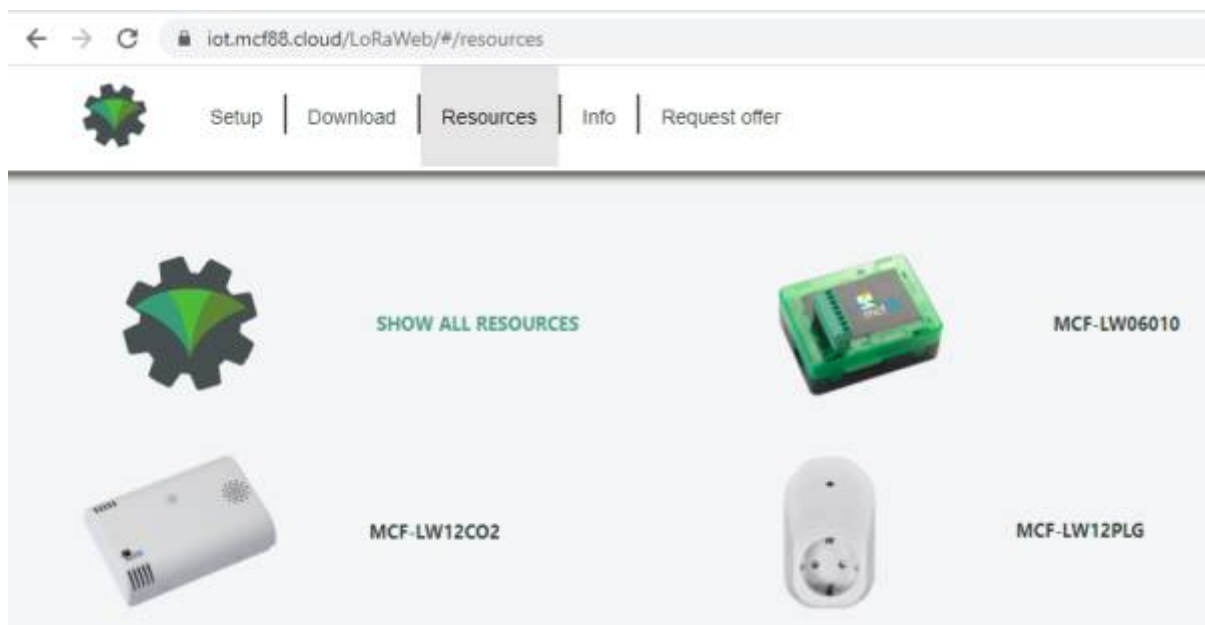 iot.mcf88.cloud/LoRaWeb/#/resources
Setup Download Resources Info Request offer
SHOW ALL RESOURCES
MCF-LW06010
MCF-LW12CO2
MCF-LW12PLG